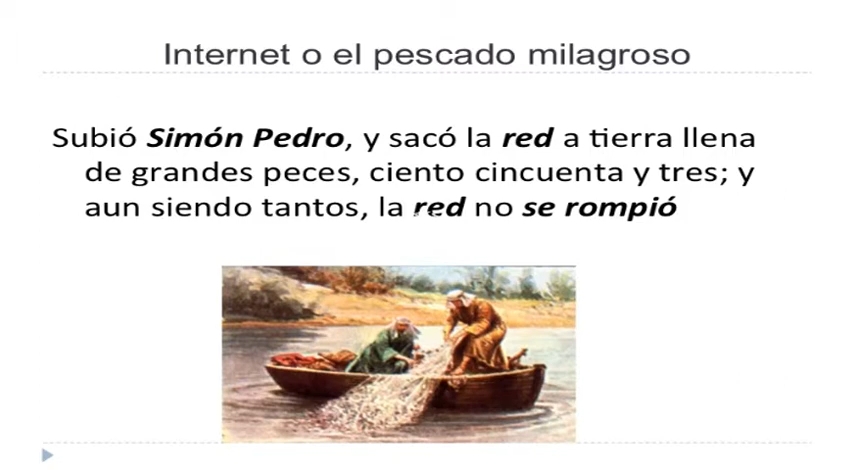 Internet o el pescado milagroso
Subió Simón Pedro, y sacó la red a tierra llena
de grandes peces, ciento cincuenta y tres; y
aun siendo tantos, la red no se rompió